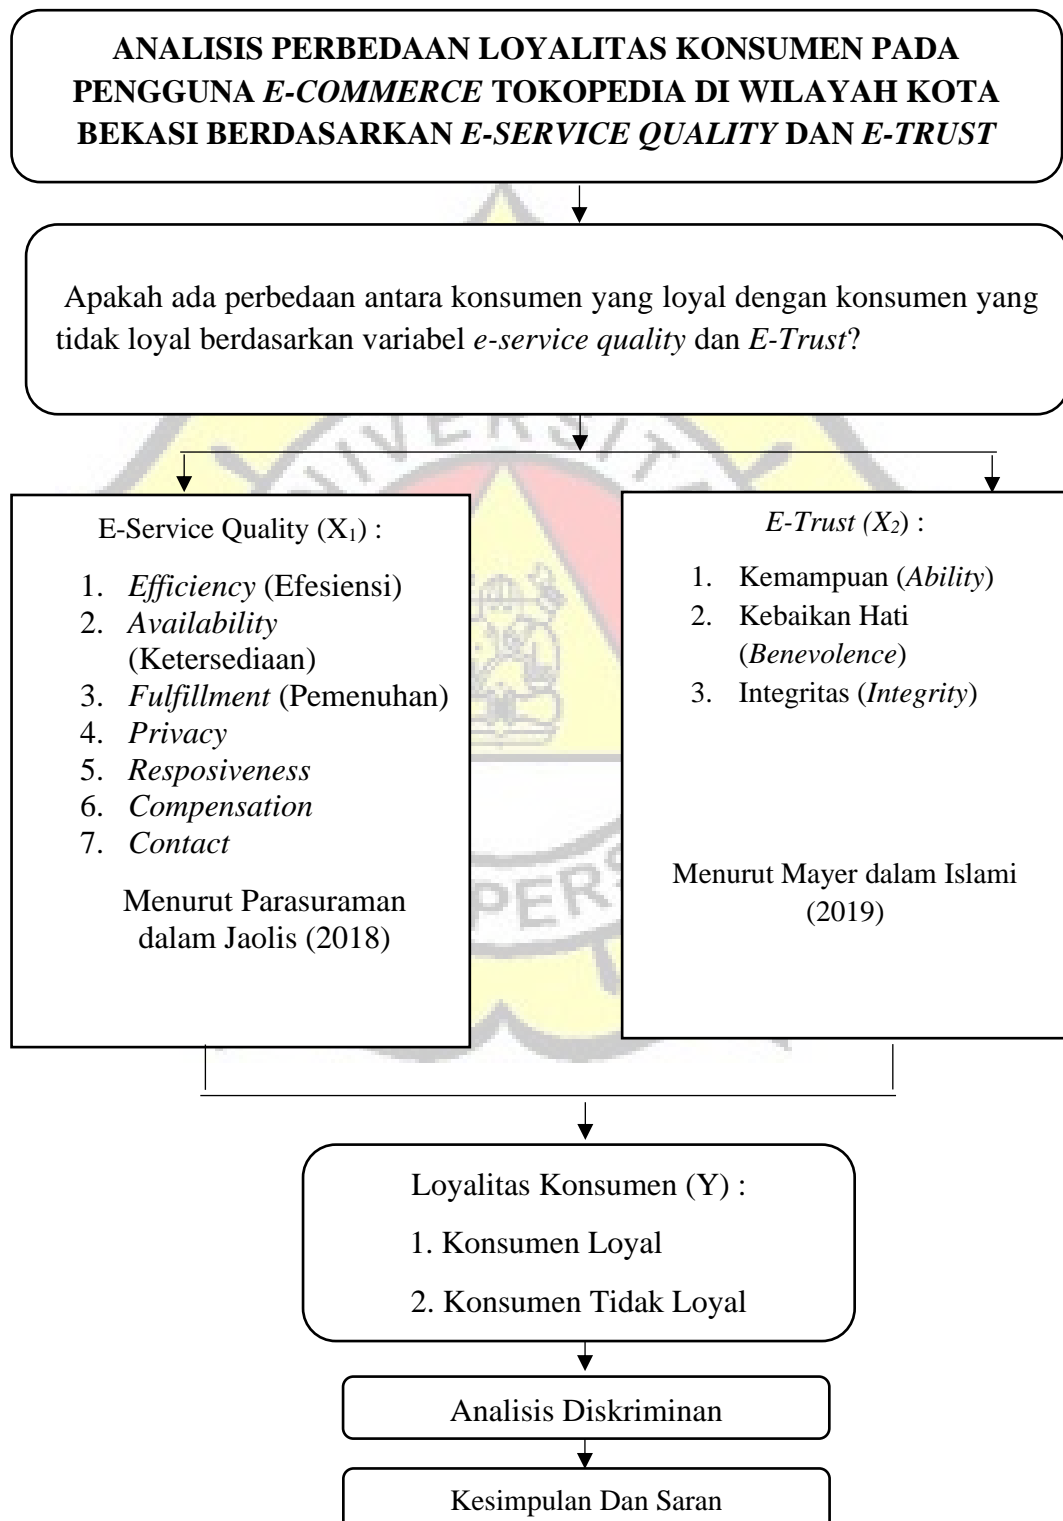 ANALISIS PERBEDAAN LOYALITAS KONSUMEN PADA
PENGGUNA E-COMMERCE TOKOPEDIA DI WILAYAH KOTA
BEKASI BERDASARKAN E-SERVICE QUALITY DAN E-TRUST
Apakah ada perbedaan antara konsumen yang loyal dengan konsumen yang
tidak loyal berdasarkan variabel e-service quality dan E-Trust?
E-Service Quality (X₁) :
1. Efficiency (Efesiensi)
2. Availability
(Ketersediaan)
3. Fulfillment (Pemenuhan)
4. Privacy
5. Resposiveness
6. Compensation
7. Contact
Menurut Parasuraman
dalam Jaolis (2018)
E-Trust (X₂) :
1. Kemampuan (Ability)
2. Kebaikan Hati
(Benevolence)
3. Integritas (Integrity)
Menurut Mayer dalam Islami
(2019)
Loyalitas Konsumen (Y) :
1. Konsumen Loyal
2. Konsumen Tidak Loyal
Analisis Diskriminan
Kesimpulan Dan Saran